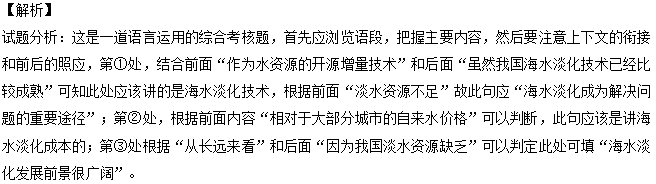 【解析】
试题分析：这是一道语言运用的综合考核题，首先应浏览语段，把握主要内容，然后要注意上下文的衔接
和前后的照应，第①处，结合前面“作为水资源的开源增量技术”和后面“虽然我国海水淡化技术已经比
较成熟”可知此处应该讲的是海水淡化技术，根据前面“淡水资源不足”故此句应“海水淡化成为解决问
题的重要途径”；第②处，根据前面内容“相对于大部分城市的自来水价格”可以判断，此句应该是讲海
水淡化成本的；第③处根据“从长远来看”和后面“因为我国淡水资源缺乏”可以判定此处可填“海水淡
化发展前景很广阔”。